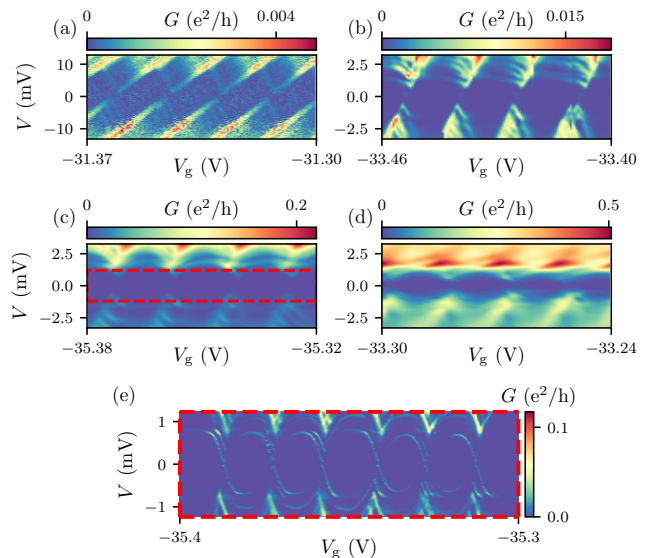 (a) 0 G (e²/h) 0.004
10
0
−10
V (mV)
−31.37 V_g (V) −31.30
(b) 0 G (e²/h) 0.015
2.5
0.0
−2.5
−33.46 V_g (V) −33.40
(c) 0 G (e²/h) 0.2
2.5
0.0
−2.5
V (mV)
−35.38 V_g (V) −35.32
(d) 0 G (e²/h) 0.5
2.5
0.0
−2.5
−33.30 V_g (V) −33.24
(e) G (e²/h)
1
0
−1
V (mV)
0.1
0.0
−35.4 V_g (V) −35.3